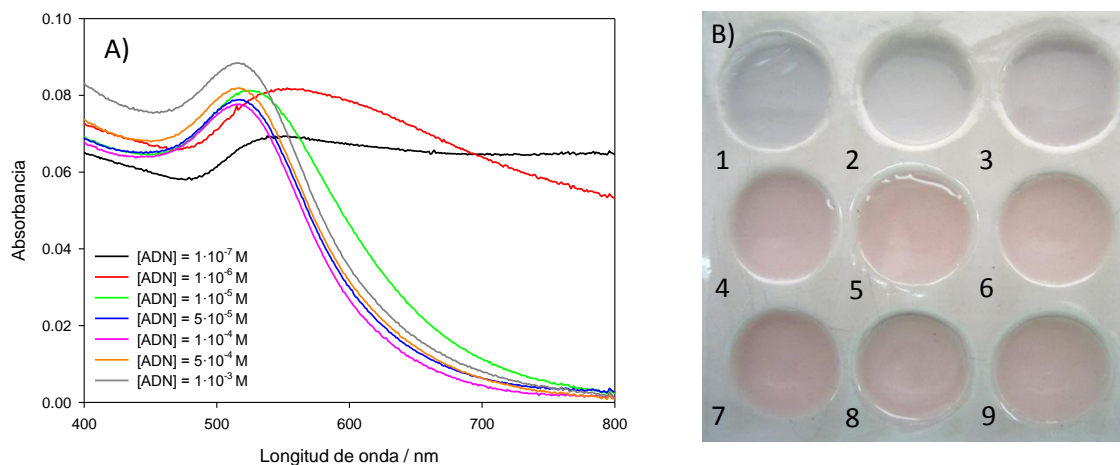 A)
0.10
0.08
0.06
0.04
0.02
0.00
Absorbancia
[ADN] = 1·10⁻⁷ M
[ADN] = 1·10⁻⁶ M
[ADN] = 1·10⁻⁵ M
[ADN] = 5·10⁻⁵ M
[ADN] = 1·10⁻⁴ M
[ADN] = 5·10⁻⁴ M
[ADN] = 1·10⁻³ M
400 500 600 700 800
Longitud de onda / nm
B)
1 2 3
4 5 6
7 8 9